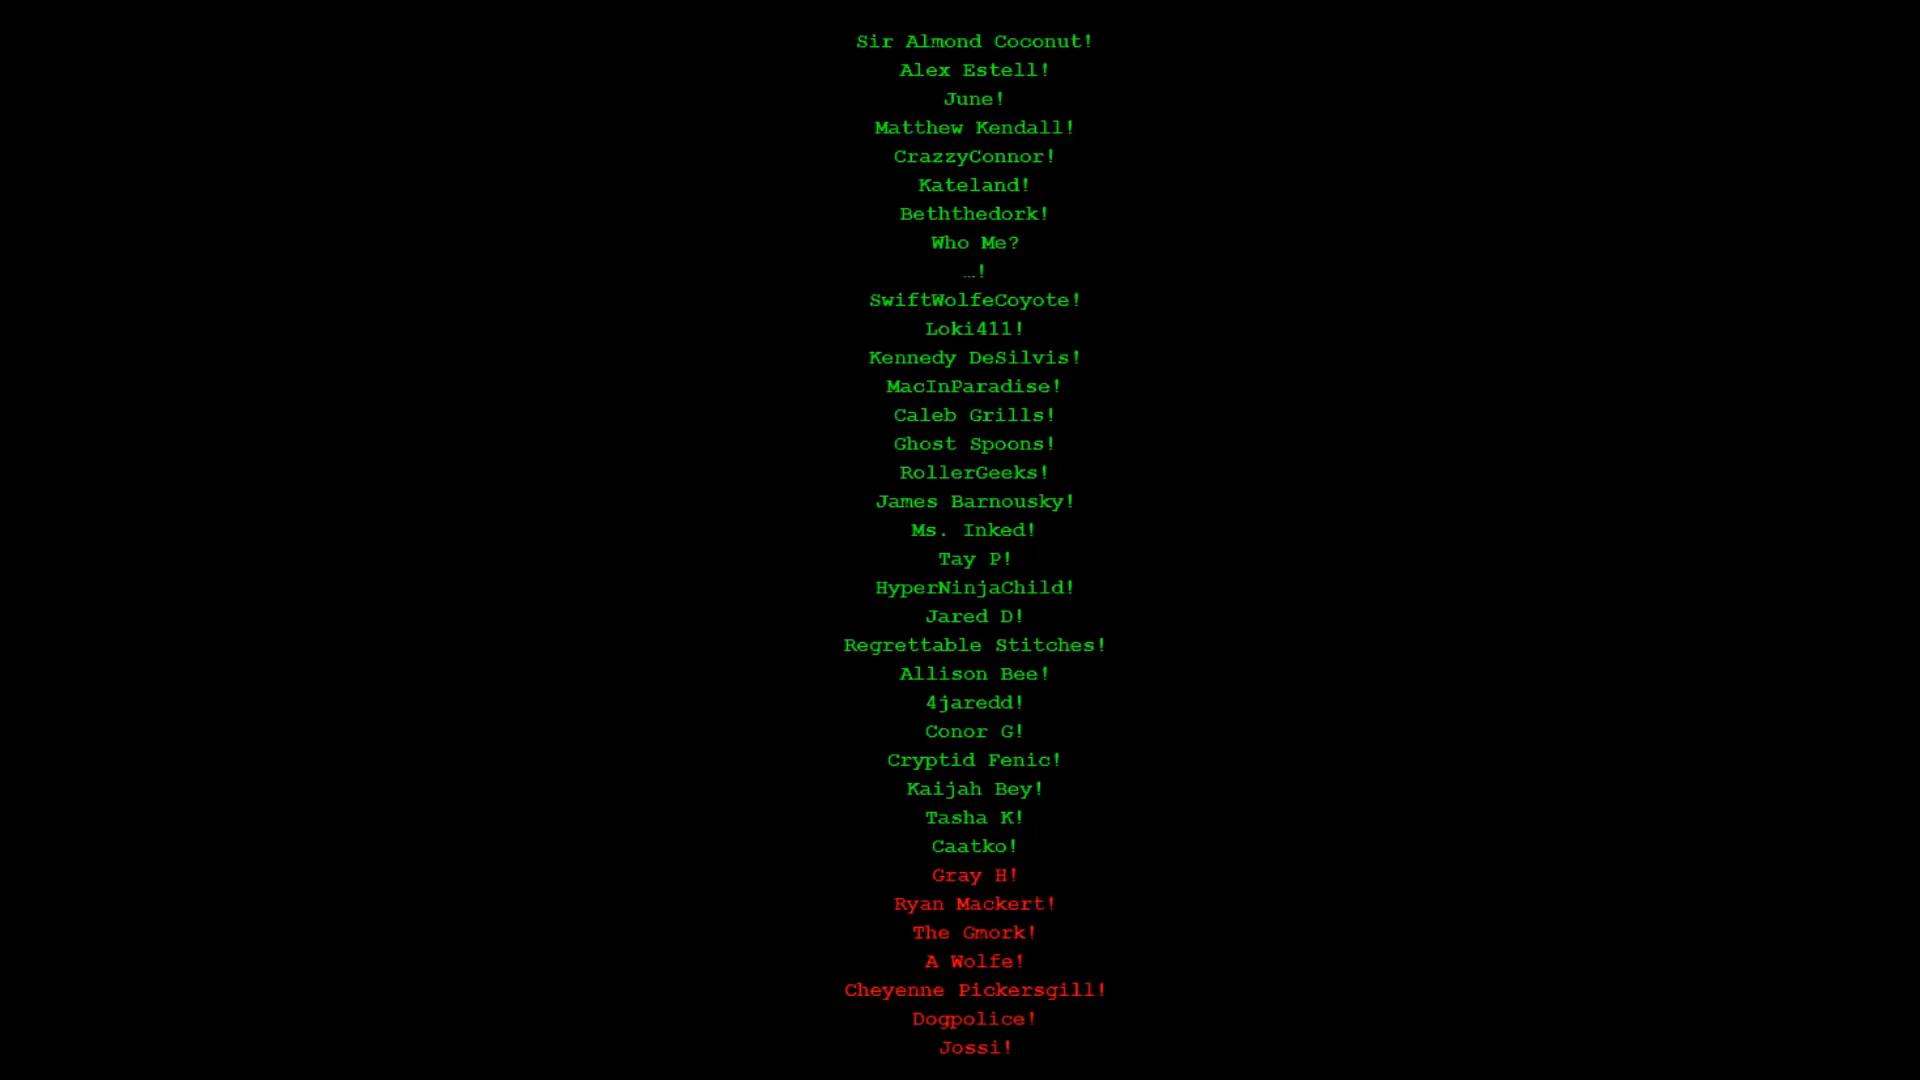 Sir Almond Coconut!
Alex Estell!
June!
Matthew Kendall!
CrazzyConnor!
Kateland!
Beththedork!
Who Me?
…!
SwiftWolfeCoyote!
Loki411!
Kennedy DeSilvis!
MacInParadise!
Caleb Grills!
Ghost Spoons!
RollerGeeks!
James Barnousky!
Ms. Inked!
Tay P!
HyperNinjaChild!
Jared D!
Regrettable Stitches!
Allison Bee!
4jaredd!
Conor G!
Cryptid Fenic!
Kaijah Bey!
Tasha K!
Caatko!
Gray H!
Ryan Mackert!
The Gmork!
A Wolfe!
Cheyenne Pickersgill!
Dogpolice!
Jossi!